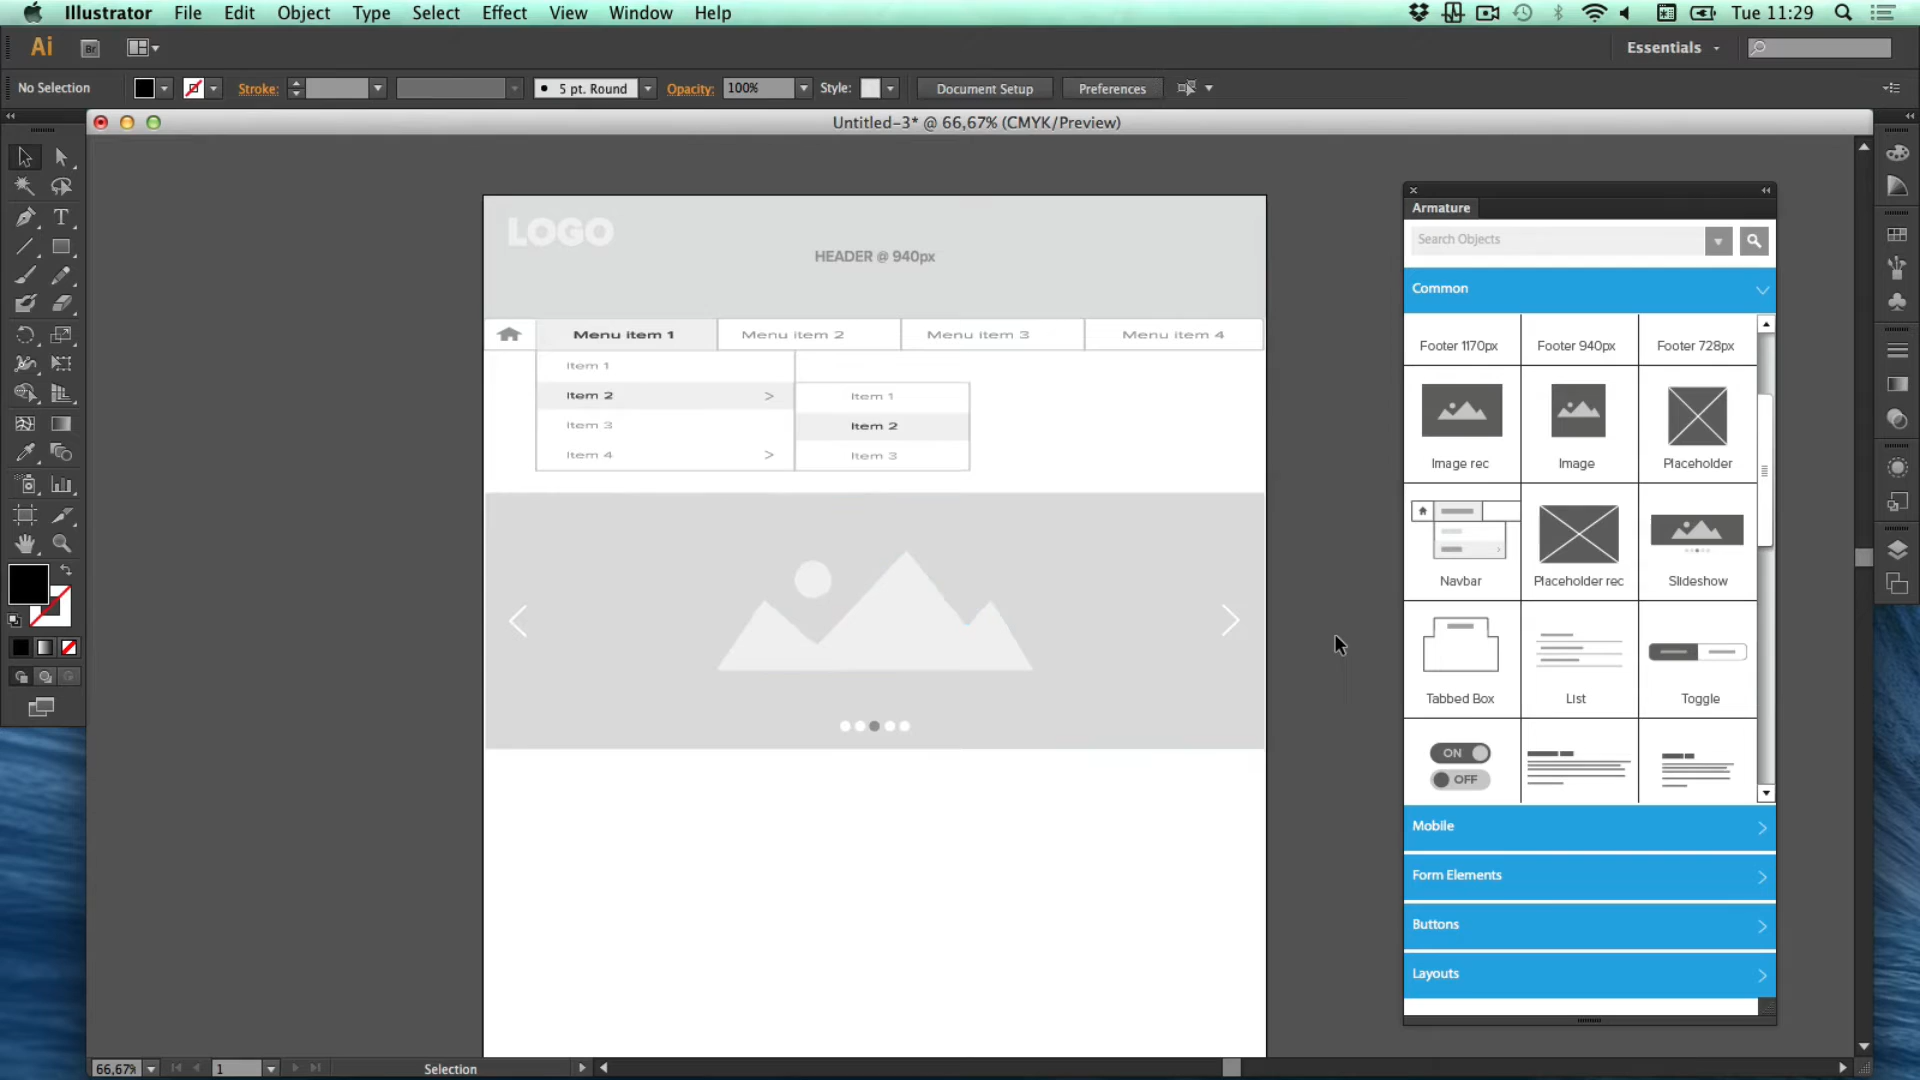 Illustrator File Edit Object Type Select Effect View Window Help Tue 11:29
Ai Br Essentials
No Selection Stroke: 5 pt. Round Opacity: 100% Style: Document Setup Preferences
Untitled-3* @ 66,67% (CMYK/Preview)
Armature
Search Objects
Common
Footer 1170px Footer 940px Footer 728px
Image rec Image Placeholder
Navbar Placeholder rec Slideshow
Tabbed Box List Toggle
ON
OFF
Mobile
Form Elements
Buttons
Layouts
LOGO
HEADER @ 940px
Menu item 1 Menu item 2 Menu item 3 Menu item 4
Item 1
Item 2 >
Item 3
Item 4 >
Item 1
Item 2
Item 3
T
66,67% 1 Selection